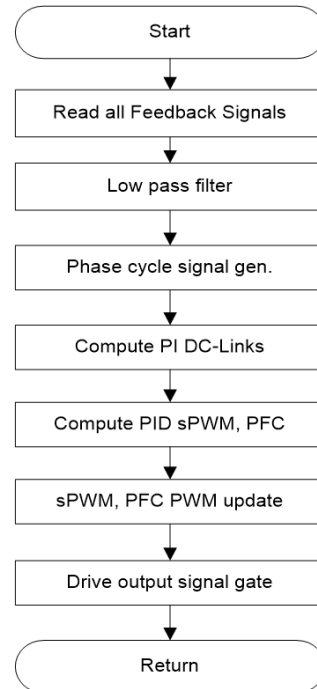 Start
Read all Feedback Signals
Low pass filter
Phase cycle signal gen.
Compute PI DC-Links
Compute PID sPWM, PFC
sPWM, PFC PWM update
Drive output signal gate
Return